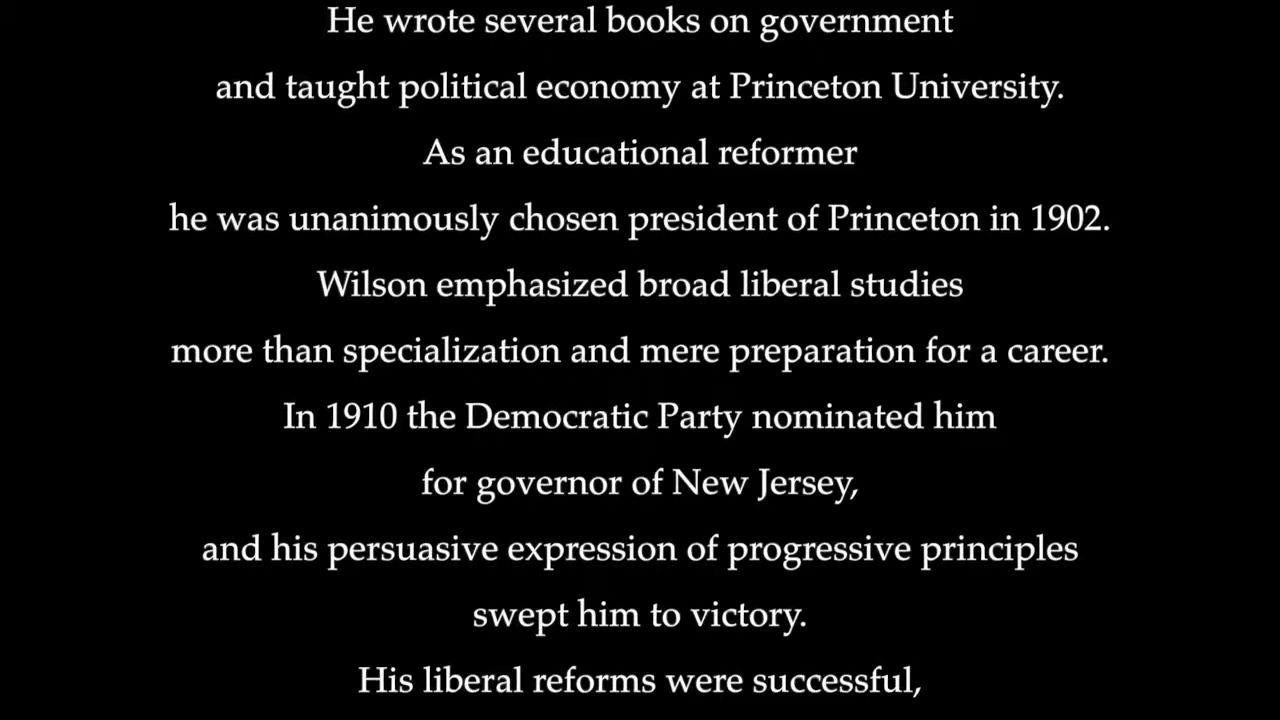 He wrote several books on government
and taught political economy at Princeton University.
As an educational reformer
he was unanimously chosen president of Princeton in 1902.
Wilson emphasized broad liberal studies
more than specialization and mere preparation for a career.
In 1910 the Democratic Party nominated him
for governor of New Jersey,
and his persuasive expression of progressive principles
swept him to victory.
His liberal reforms were successful,